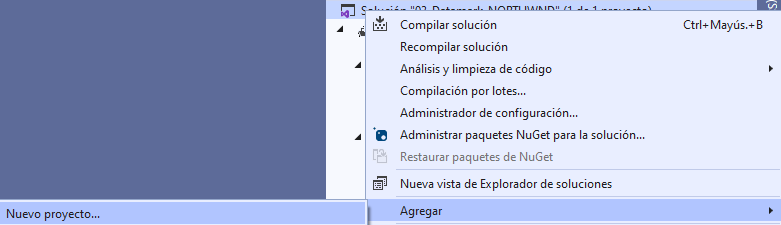 Solución "03-Datamark-NORTHWND" (1 de 1 proyecto)
Compilar solución Ctrl+Mayús.+B
Recompilar solución
Análisis y limpieza de código
Compilación por lotes...
Administrador de configuración...
Administrar paquetes NuGet para la solución...
Restaurar paquetes de NuGet
Nueva vista de Explorador de soluciones
Agregar
Nuevo proyecto...